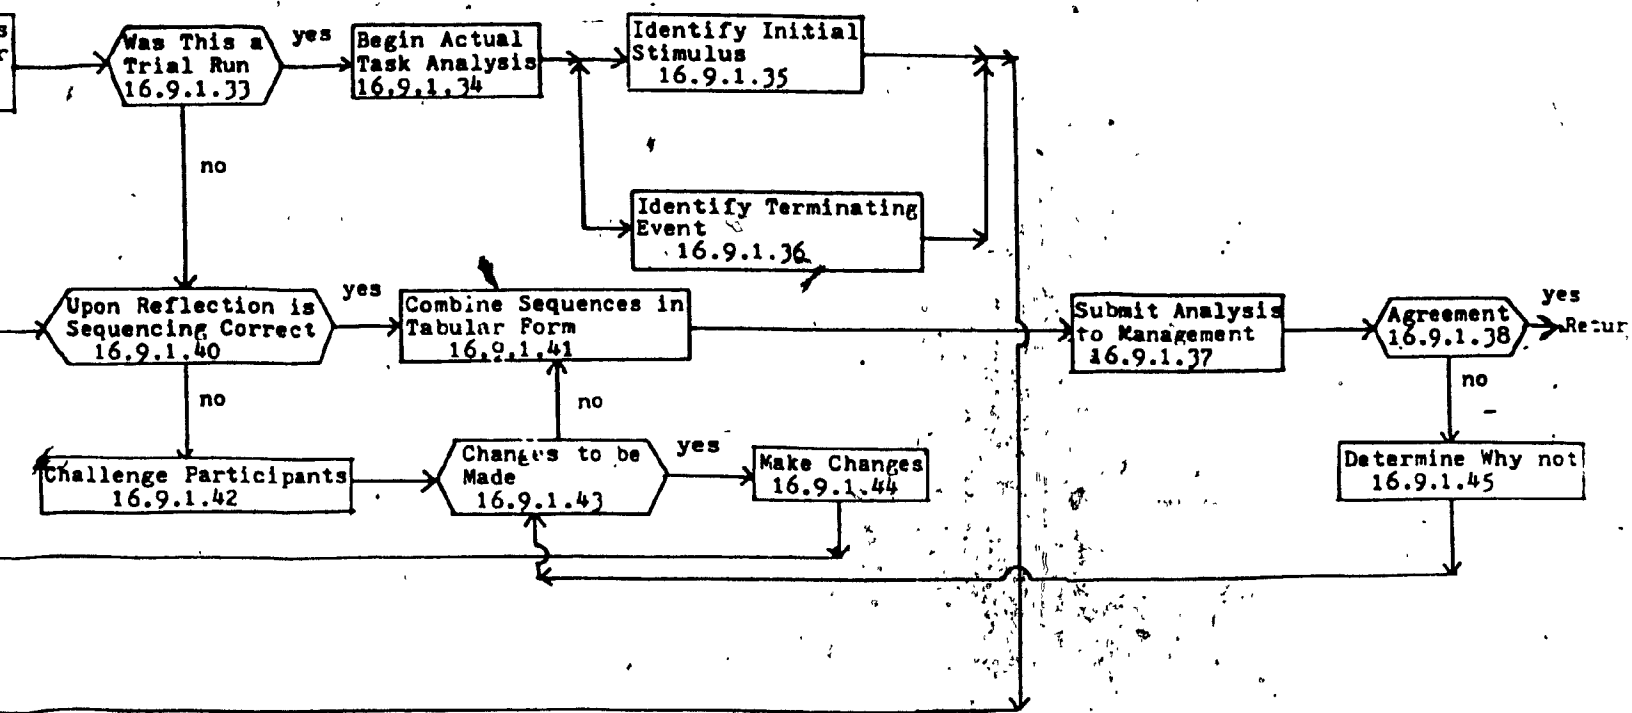 s
r
Was This a
Trial Run
16.9.1.33
yes
Begin Actual
Task Analysis
16.9.1.34
Identify Initial
Stimulus
16.9.1.35
no
Identify Terminating
Event
16.9.1.36
Upon Reflection is
Sequencing Correct
16.9.1.40
yes
Combine Sequences in
Tabular Form
16.9.1.41
Submit Analysis
to Management
16.9.1.37
Agreement
16.9.1.38
yes
Retur
no
no
no
Challenge Participants
16.9.1.42
Changes to be
Made
16.9.1.43
yes
Make Changes
16.9.1.44
Determine Why not
16.9.1.45